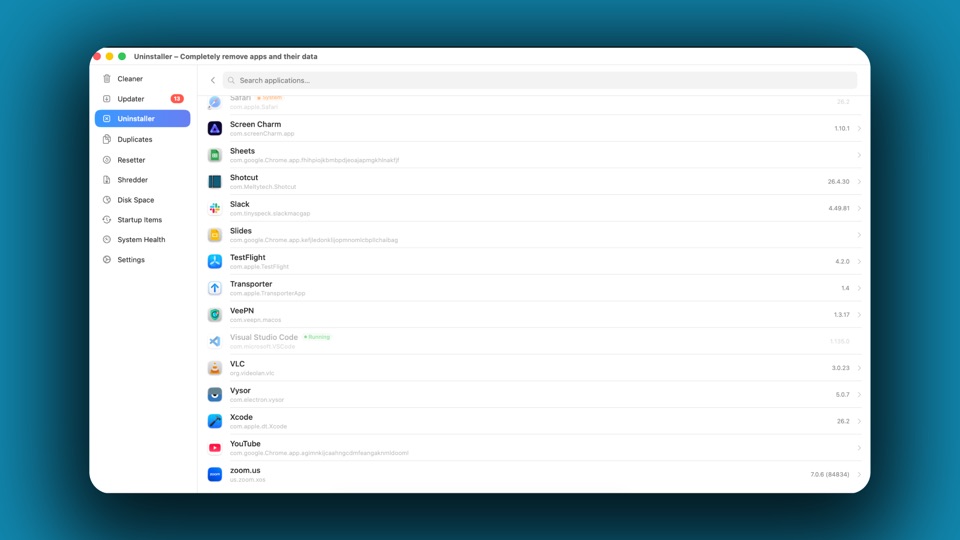 Uninstaller – Completely remove apps and their data
Cleaner
Updater
13
Uninstaller
Duplicates
Resetter
Shredder
Disk Space
Startup Items
System Health
Settings
Search applications...
Safari
System
com.apple.Safari
26.2
Screen Charm
com.screenCharm.app
1.10.1
Sheets
Shotcut
com.Meltytech.Shotcut
26.4.30
Slack
com.tinyspeck.slackmacgap
4.49.81
Slides
TestFlight
com.apple.TestFlight
4.2.0
Transporter
com.apple.TransporterApp
1.4
VeePN
com.veepn.macos
1.3.17
Visual Studio Code
Running
com.microsoft.VSCode
VLC
org.videolan.vlc
3.0.23
Vysor
com.electron.vysor
5.0.7
Xcode
com.apple.dt.Xcode
26.2
YouTube
zoom.us
us.zoom.xos
7.0.6 (84834)
zoom